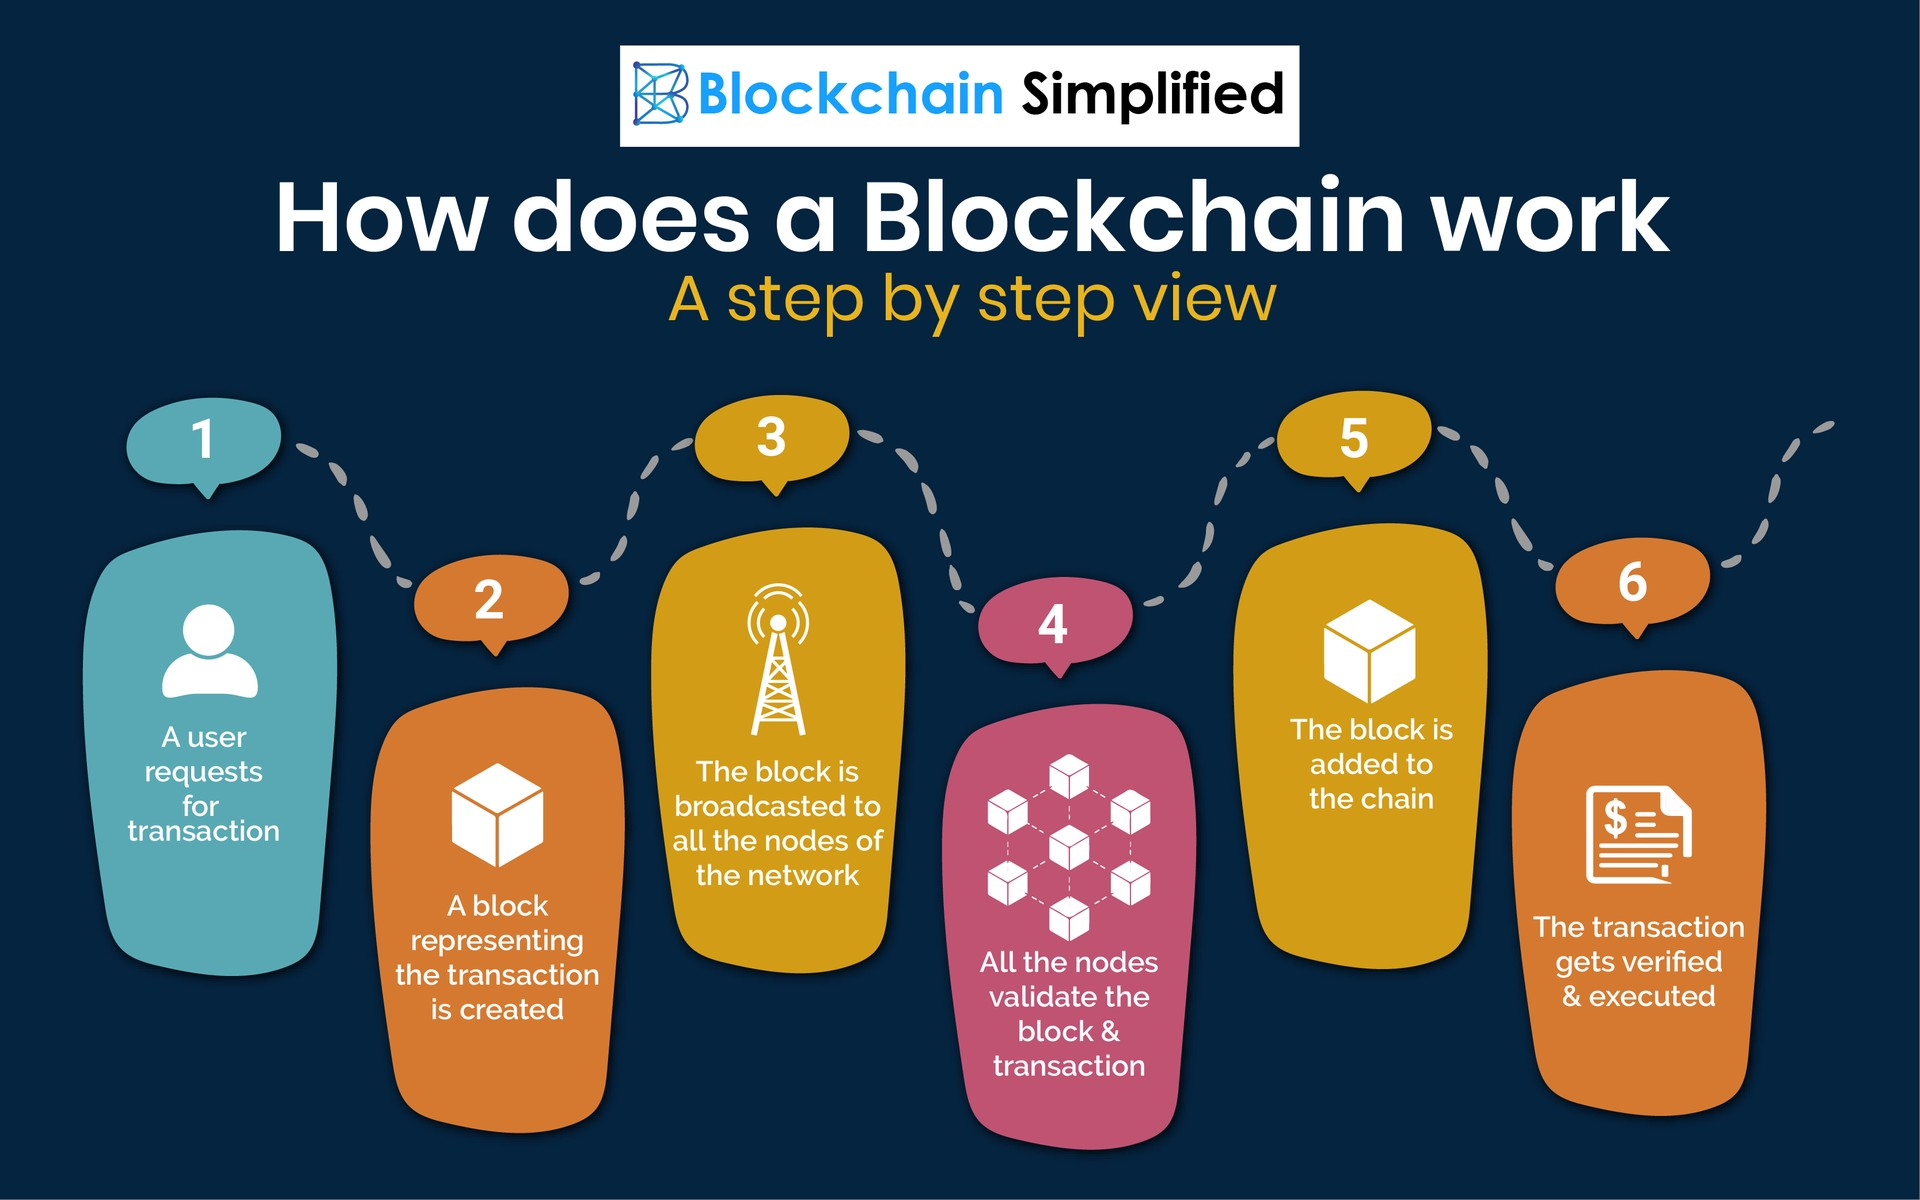 Blockchain Simplified
How does a Blockchain work
A step by step view
1
A user
requests
for
transaction
2
A block
representing
the transaction
is created
3
The block is
broadcasted to
all the nodes of
the network
4
All the nodes
validate the
block &
transaction
5
The block is
added to
the chain
6
$
The transaction
gets verified
& executed